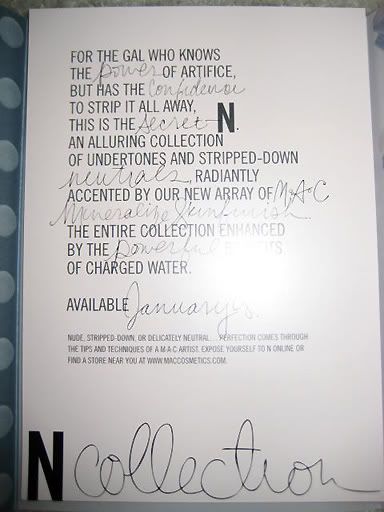 FOR THE GAL WHO KNOWS
THE power OF ARTIFICE,
BUT HAS THE Confidence
TO STRIP IT ALL AWAY,
THIS IS THE secret N.
AN ALLURING COLLECTION
OF UNDERTONES AND STRIPPED-DOWN
neutrals, RADIANTLY
ACCENTED BY OUR NEW ARRAY OF M·A·C
Mineralize Skinfinish.
THE ENTIRE COLLECTION ENHANCED
BY THE powerful BENEFITS
OF CHARGED WATER.
AVAILABLE January
NUDE, STRIPPED-DOWN, OR DELICATELY NEUTRAL... PERFECTION COMES THROUGH
THE TIPS AND TECHNIQUES OF A M·A·C ARTIST. EXPOSE YOURSELF TO N ONLINE OR
FIND A STORE NEAR YOU AT WWW.MACCOSMETICS.COM.
N collection